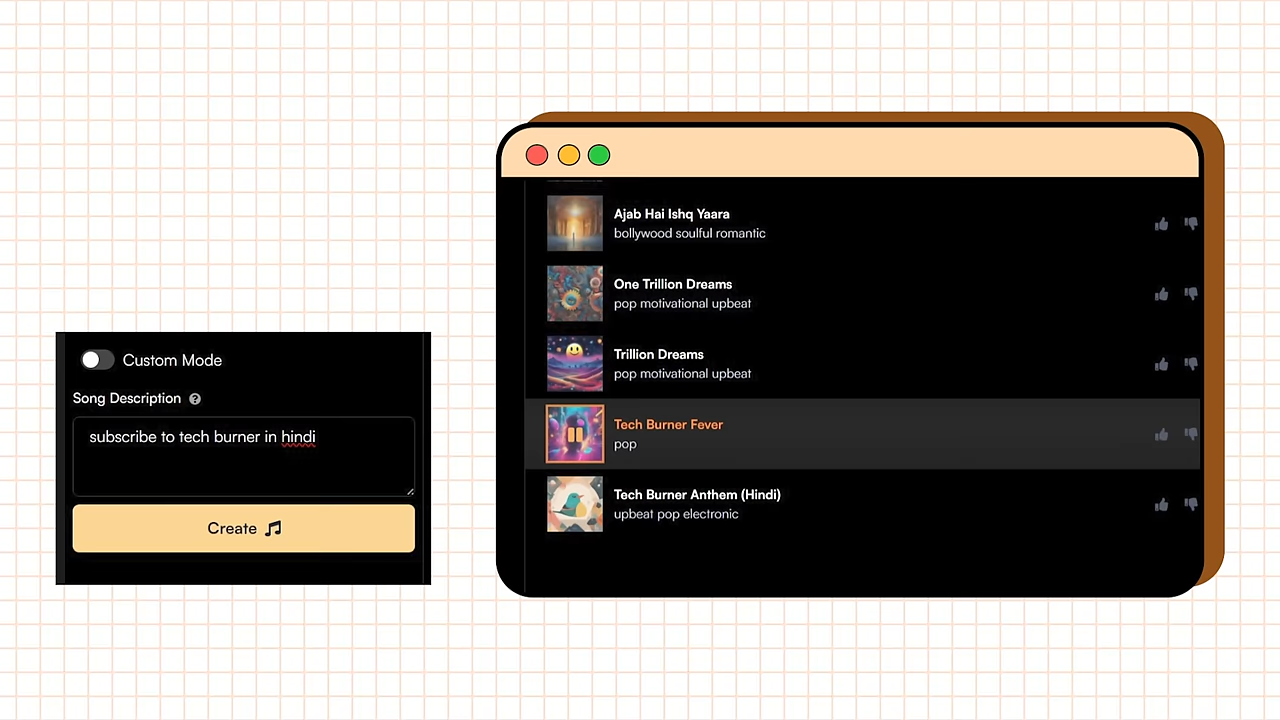 Custom Mode
Song Description
subscribe to tech burner in hindi
Create
Ajab Hai Ishq Yaara
bollywood soulful romantic
One Trillion Dreams
pop motivational upbeat
Trillion Dreams
pop motivational upbeat
Tech Burner Fever
pop
Tech Burner Anthem (Hindi)
upbeat pop electronic